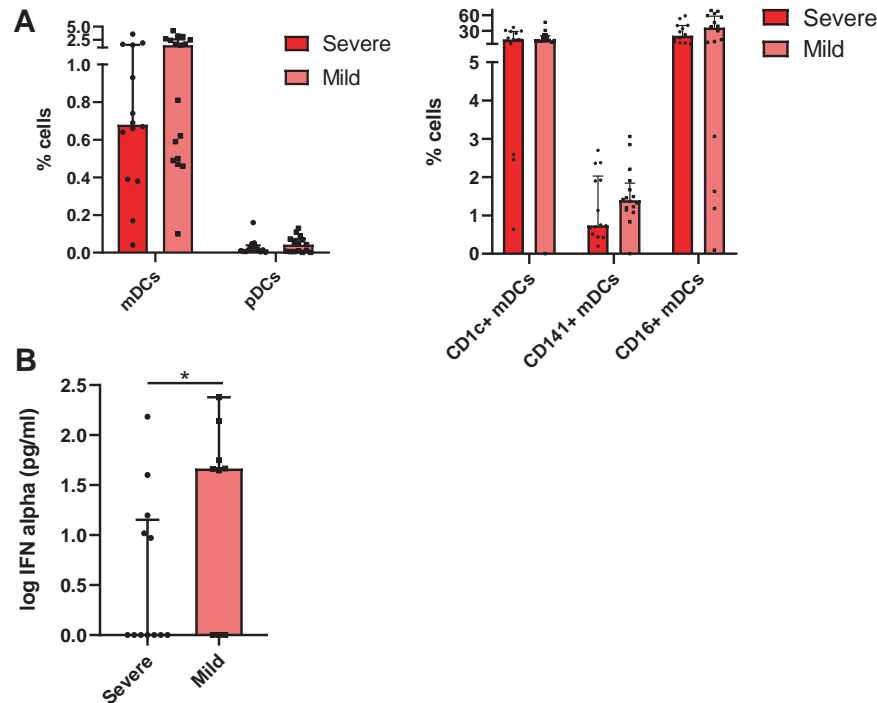 A
% cells
5.0
2.5
1.0
0.8
0.6
0.4
0.2
0.0
mDCs
pDCs
Severe
Mild
% cells
60
30
5
4
3
2
1
0
CD1c+ mDCs
CD141+ mDCs
CD16+ mDCs
Severe
Mild
B
log IFN alpha (pg/ml)
2.5
2.0
1.5
1.0
0.5
0.0
*
Severe
Mild